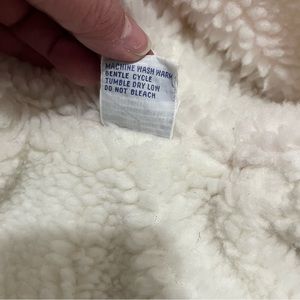 MACHINE WASH WARM
GENTLE CYCLE
TUMBLE DRY LOW
DO NOT BLEACH